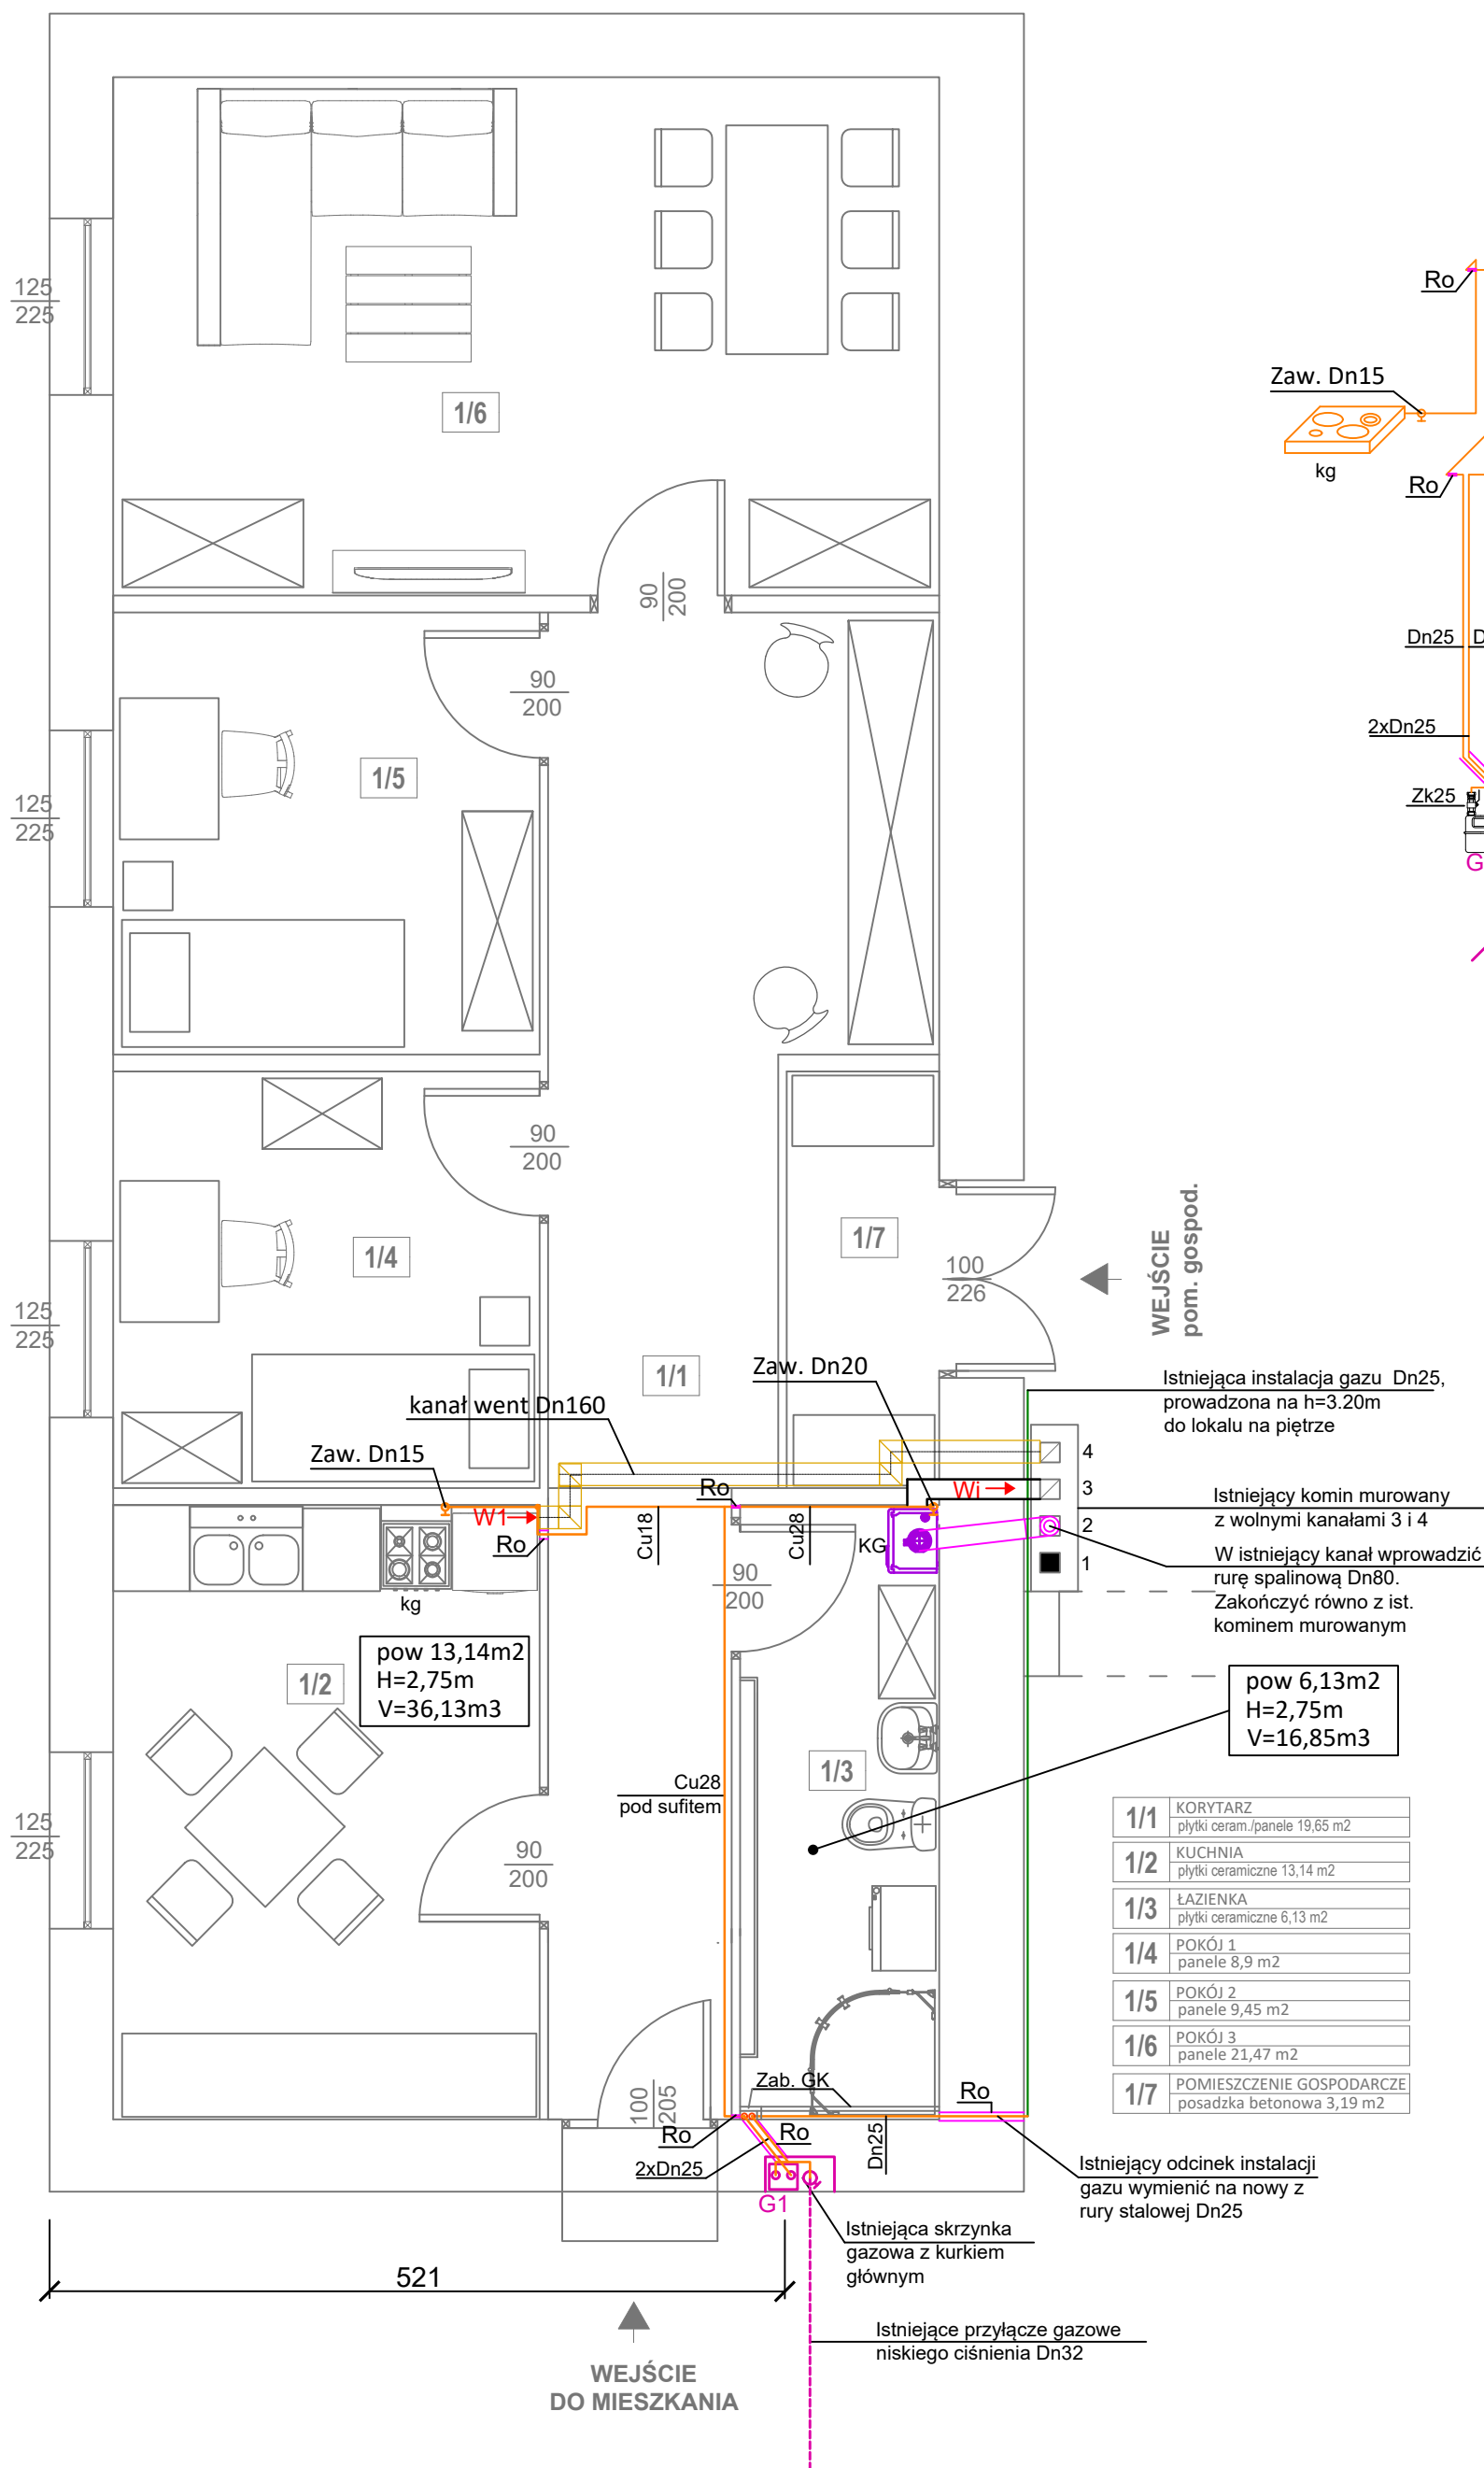 125
225
125
225
125
225
125
225
1/6
90
200
90
200
1/5
90
200
1/4
1/7
100
226
WEJŚCIE
pom. gospod.
1/1
Zaw. Dn20
kanał went Dn160
Zaw. Dn15
W1
Ro
Ro
Cu18
Cu28
KG
Wi
4
3
2
1
kg
90
200
pow 13,14m2
H=2,75m
V=36,13m3
1/2
Cu28
pod sufitem
1/3
90
200
100
205
Zab. GK
Ro
Ro
Ro
2xDn25
Dn25
G1
521
WEJŚCIE
DO MIESZKANIA
Istniejąca instalacja gazu Dn25,
prowadzona na h=3.20m
do lokalu na piętrze
Istniejący komin murowany
z wolnymi kanałami 3 i 4
W istniejący kanał wprowadzić
rurę spalinową Dn80.
Zakończyć równo z ist.
kominem murowanym
pow 6,13m2
H=2,75m
V=16,85m3
1/1 KORYTARZ
płytki ceram./panele 19,65 m2
1/2 KUCHNIA
płytki ceramiczne 13,14 m2
1/3 ŁAZIENKA
płytki ceramiczne 6,13 m2
1/4 POKÓJ 1
panele 8,9 m2
1/5 POKÓJ 2
panele 9,45 m2
1/6 POKÓJ 3
panele 21,47 m2
1/7 POMIESZCZENIE GOSPODARCZE
posadzka betonowa 3,19 m2
Istniejący odcinek instalacji
gazu wymienić na nowy z
rury stalowej Dn25
Istniejąca skrzynka
gazowa z kurkiem
głównym
Istniejące przyłącze gazowe
niskiego ciśnienia Dn32
Ro
Zaw. Dn15
kg
Ro
Dn25
D
2xDn25
Zk25
G